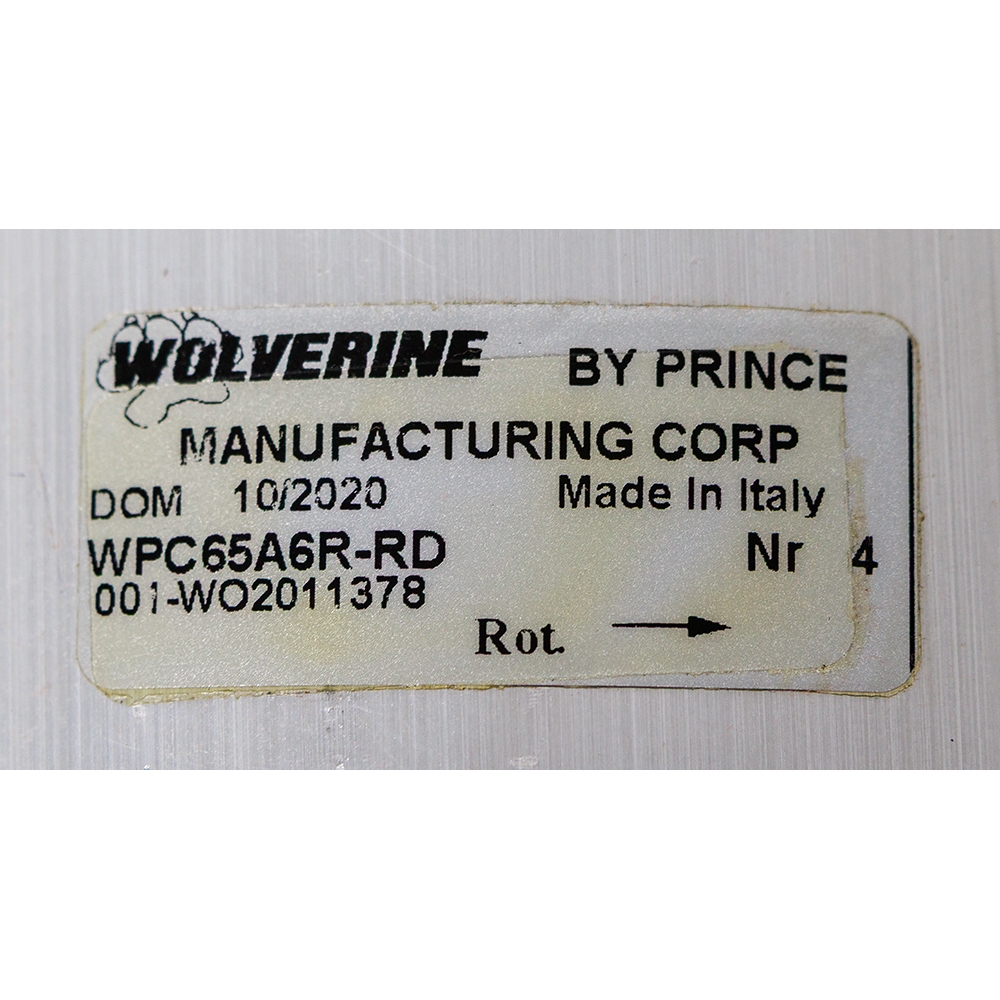 WOLVERINE BY PRINCE
MANUFACTURING CORP
DOM 10/2020 Made In Italy
WPC65A6R-RD Nr 4
001-WO2011378
Rot.